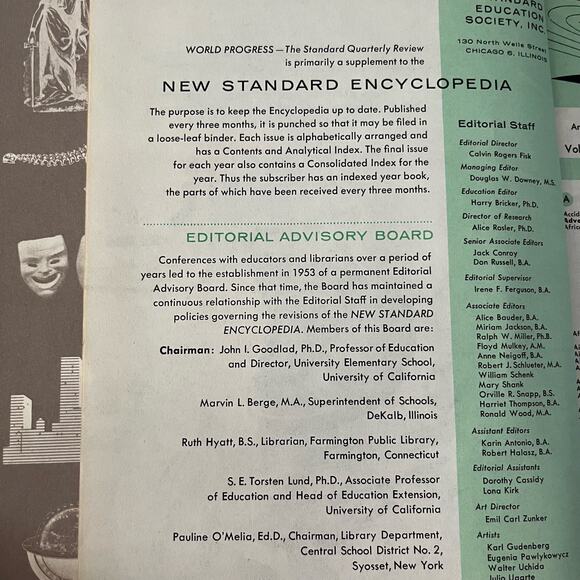 WORLD PROGRESS — The Standard Quarterly Review
is primarily a supplement to the
NEW STANDARD ENCYCLOPEDIA
The purpose is to keep the Encyclopedia up to date. Published
every three months, it is punched so that it may be filed in
a loose-leaf binder. Each issue is alphabetically arranged and
has a Contents and Analytical Index. The final issue
for each year also contains a Consolidated Index for the
year. Thus the subscriber has an indexed year book,
the parts of which have been received every three months.
EDITORIAL ADVISORY BOARD
Conferences with educators and librarians over a period of
years led to the establishment in 1953 of a permanent Editorial
Advisory Board. Since that time, the Board has maintained a
continuous relationship with the Editorial Staff in developing
policies governing the revisions of the NEW STANDARD
ENCYCLOPEDIA. Members of this Board are:
Chairman: John I. Goodlad, Ph.D., Professor of Education
and Director, University Elementary School,
University of California
Marvin L. Berge, M.A., Superintendent of Schools,
DeKalb, Illinois
Ruth Hyatt, B.S., Librarian, Farmington Public Library,
Farmington, Connecticut
S. E. Torsten Lund, Ph.D., Associate Professor
of Education and Head of Education Extension,
University of California
Pauline O'Melia, Ed.D., Chairman, Library Department,
Central School District No. 2,
Syosset, New York
EDUCATION
SOCIETY, INC.
130 North Wells Street
CHICAGO 6, ILLINOIS
Editorial Staff
Editorial Director
Calvin Rogers Fisk
Managing Editor
Douglas W. Downey, M.S.
Education Editor
Harry Bricker, Ph.D.
Director of Research
Alice Rosler, Ph.D.
Senior Associate Editors
Jack Conroy
Don Russell, B.A.
Editorial Supervisor
Irene F. Ferguson, B.A.
Associate Editors
Alice Bauder, B.A.
Miriam Jackson, B.A.
Ralph W. Miller, Ph.B.
Floyd Mulkey, A.M.
Anne Neigoff, B.A.
Robert J. Schlueter, M.A.
William Schenk
Mary Shank
Orville R. Snapp, B.S.
Harriet Thompson, B.A.
Ronald Wood, M.A.
Assistant Editors
Karin Antonio, B.A.
Robert Halasz, B.A.
Editorial Assistants
Dorothy Cassidy
Lona Kirk
Art Director
Emil Carl Zunker
Artists
Karl Gudenberg
Eugenia Pawlykowycz
Walter Uchida
Julio Ugarte